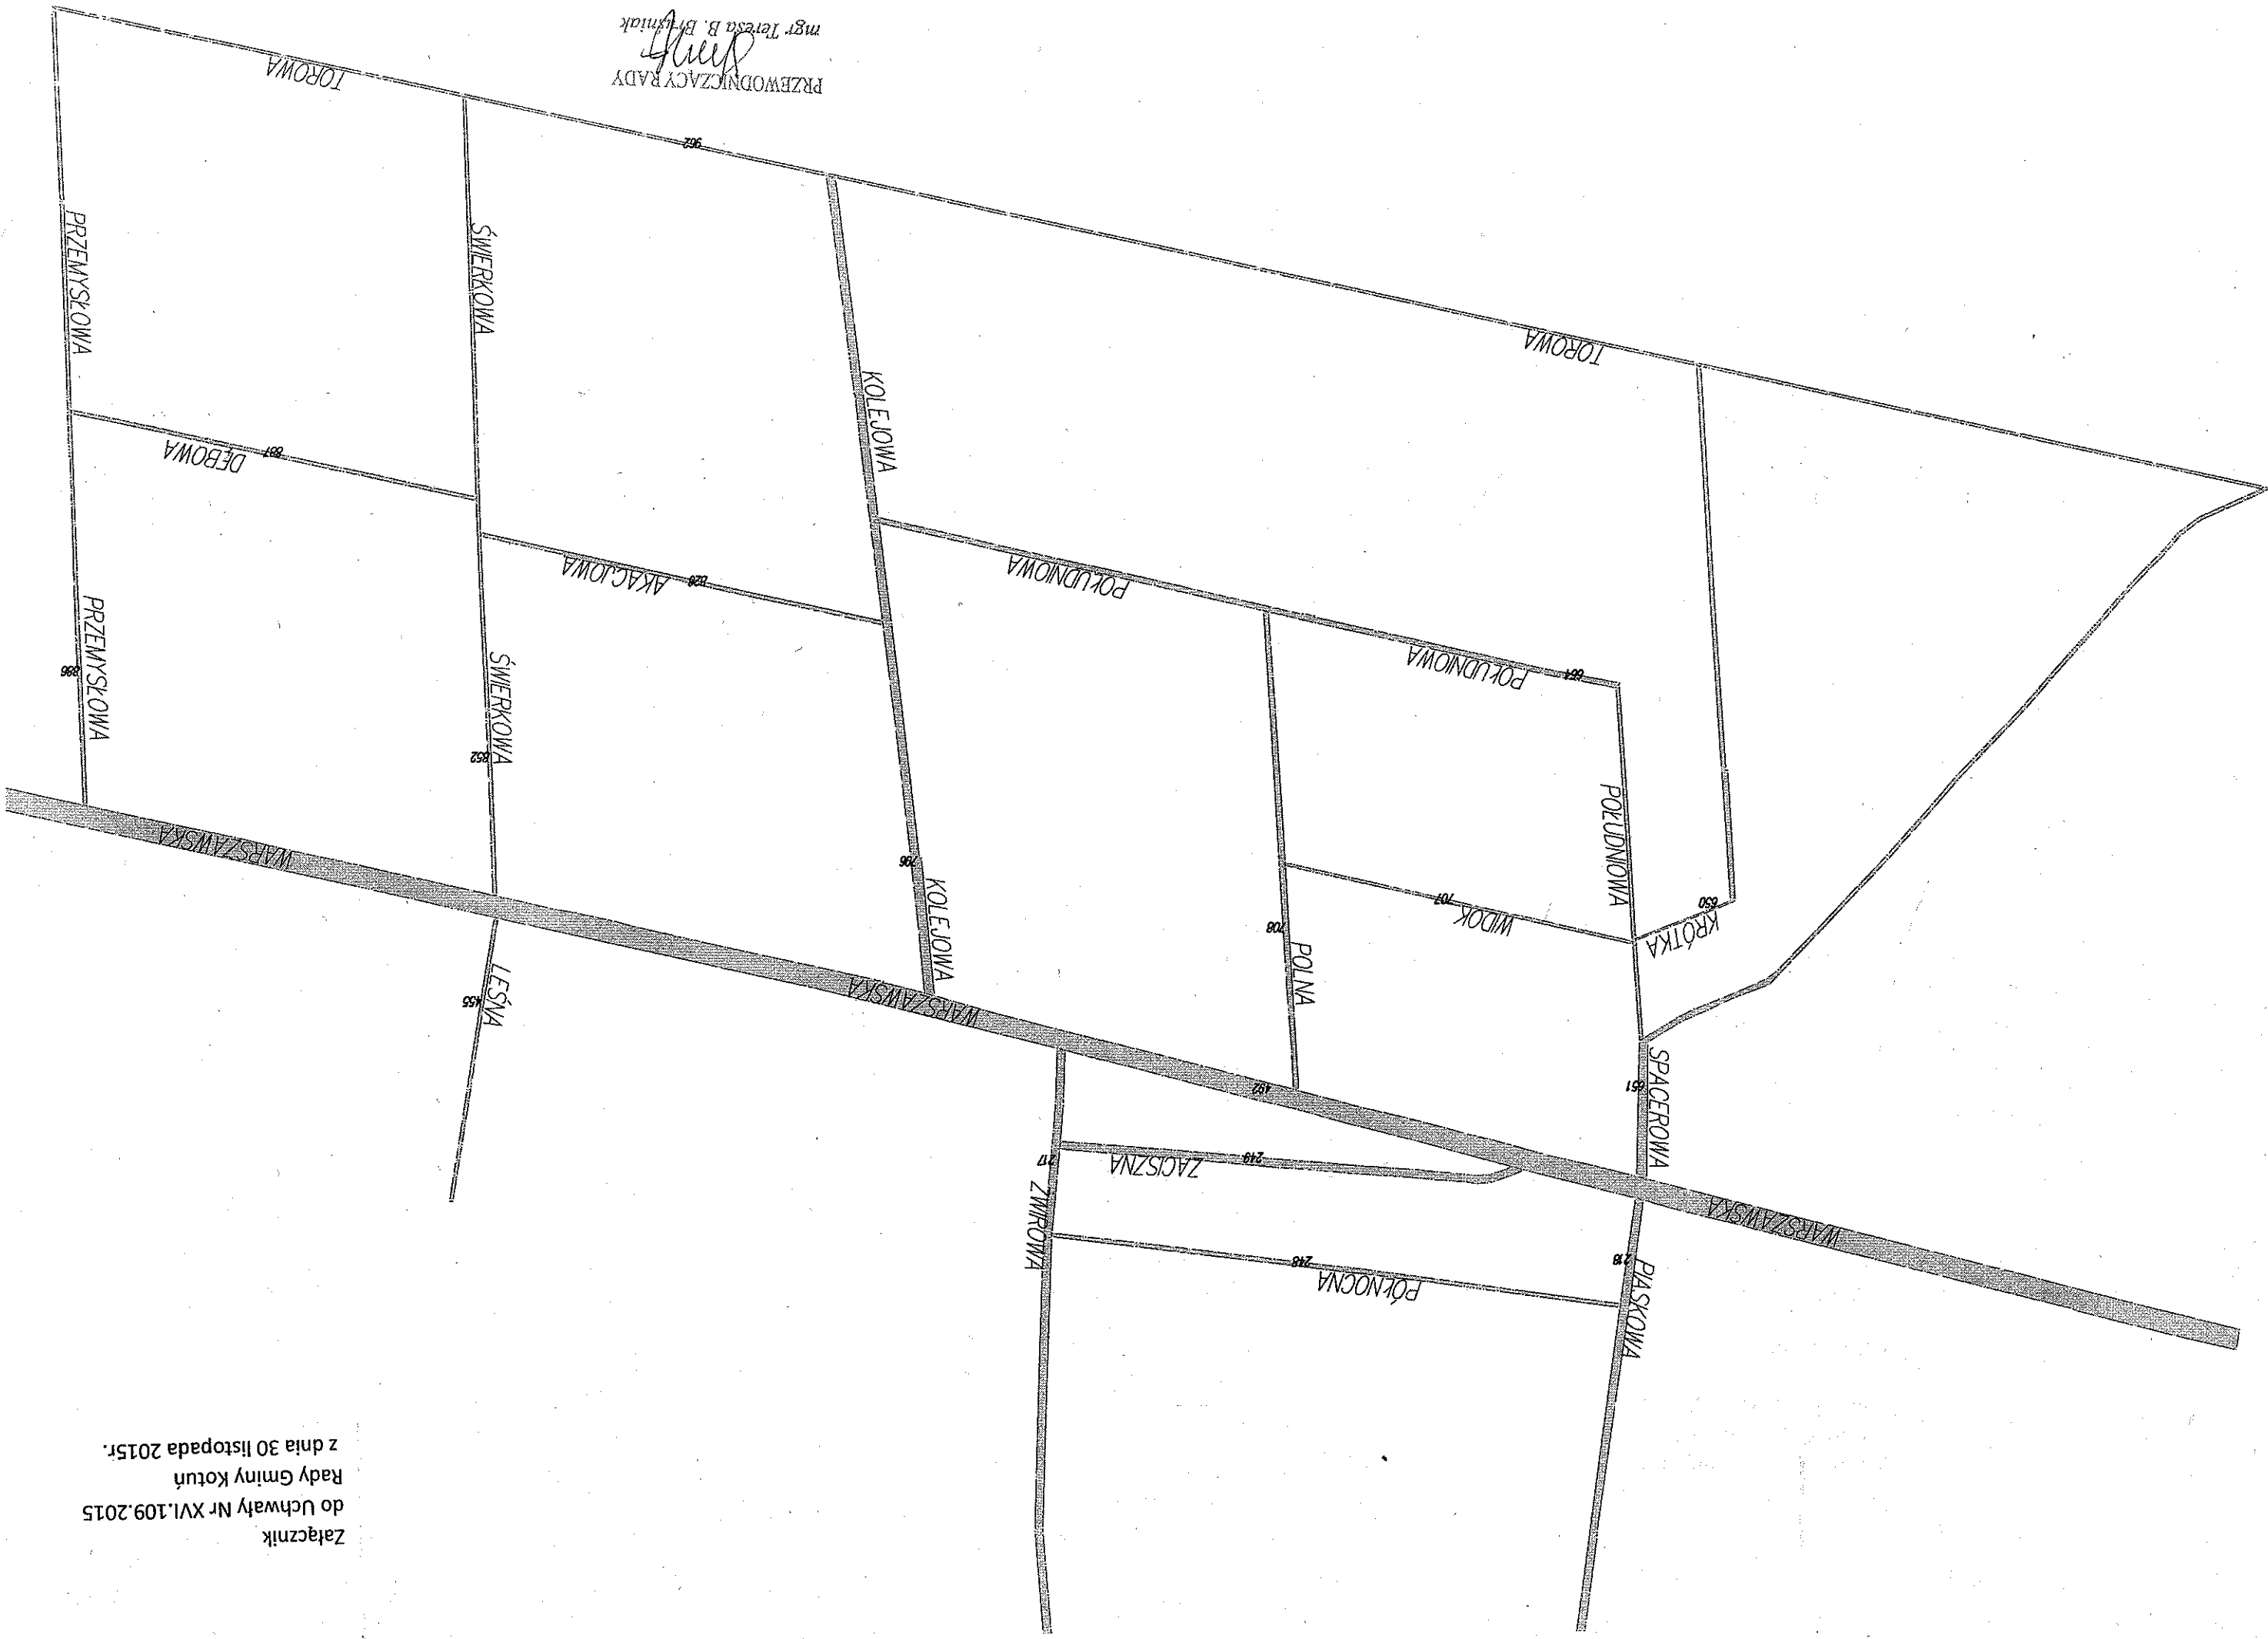 Załącznik
do Uchwały Nr XVI.109.2015
Rady Gminy Kotuń
z dnia 30 listopada 2015r.
PIASKOWA
218
PÓŁNOCNA
248
ŻWIROWA
217
ZACISZNA
249
WARSZAWSKA
SPACEROWA
651
492
LEŚNA
455
WARSZAWSKA
KOLEJOWA
796
POLNA
708
KRÓTKA
650
WIDOK
707
POŁUDNIOWA
WARSZAWSKA
ŚWIERKOWA
852
PRZEMYSŁOWA
886
POŁUDNIOWA
664
POŁUDNIOWA
AKACJOWA
820
DĘBOWA
887
KOLEJOWA
TOROWA
ŚWIERKOWA
PRZEMYSŁOWA
962
TOROWA
PRZEWODNICZĄCY RADY
mgr Teresa B. Bruśniak